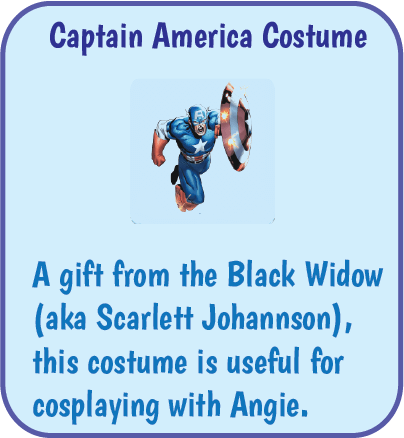 Captain America Costume
A gift from the Black Widow
(aka Scarlett Johannson),
this costume is useful for
cosplaying with Angie.